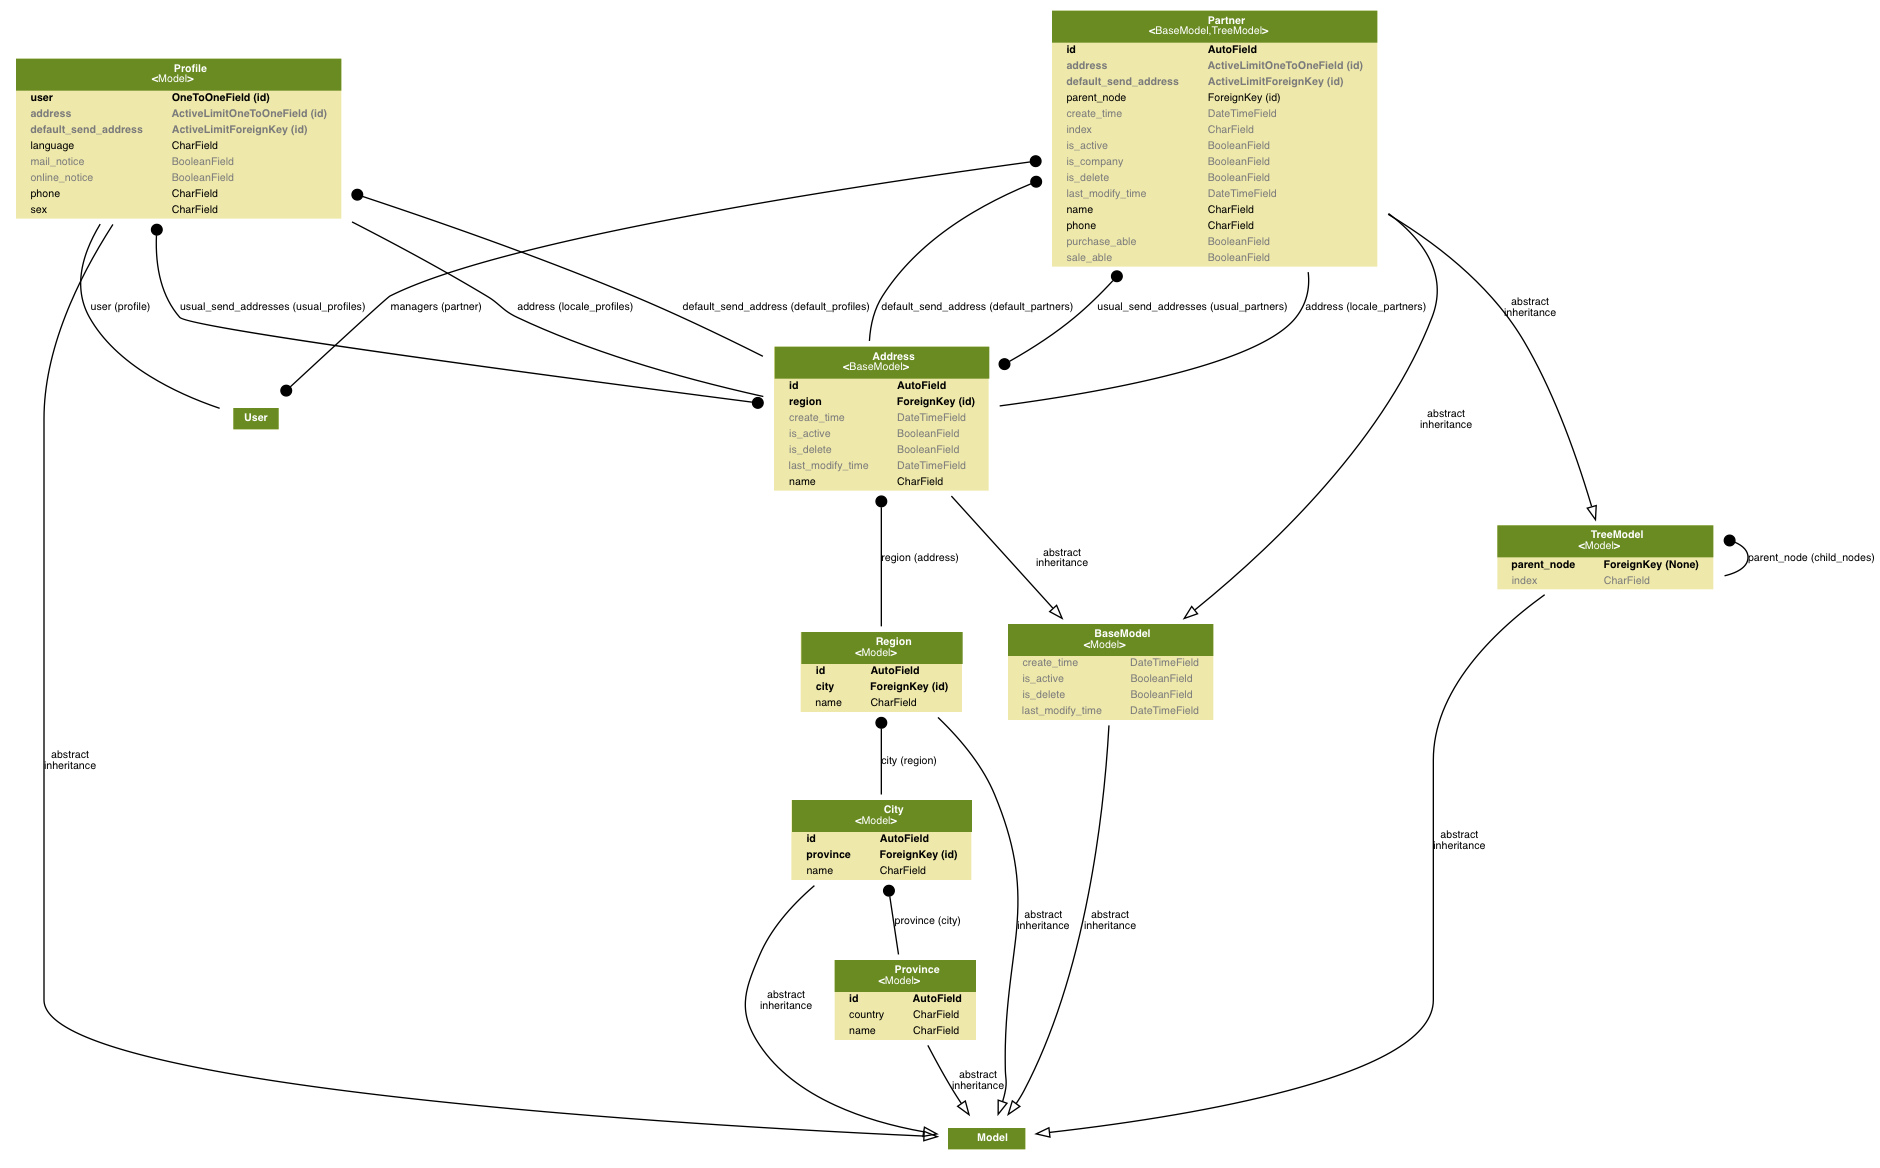 Partner
<BaseModel,TreeModel>
id AutoField
address ActiveLimitOneToOneField (id)
default_send_address ActiveLimitForeignKey (id)
parent_node ForeignKey (id)
create_time DateTimeField
index CharField
is_active BooleanField
is_company BooleanField
is_delete BooleanField
last_modify_time DateTimeField
name CharField
phone CharField
purchase_able BooleanField
sale_able BooleanField
Profile
<Model>
user OneToOneField (id)
address ActiveLimitOneToOneField (id)
default_send_address ActiveLimitForeignKey (id)
language CharField
mail_notice BooleanField
online_notice BooleanField
phone CharField
sex CharField
user (profile)
usual_send_addresses (usual_profiles)
managers (partner)
address (locale_profiles)
default_send_address (default_profiles)
default_send_address (default_partners)
usual_send_addresses (usual_partners)
address (locale_partners)
abstract
inheritance
User
Address
<BaseModel>
id AutoField
region ForeignKey (id)
create_time DateTimeField
is_active BooleanField
is_delete BooleanField
last_modify_time DateTimeField
name CharField
abstract
inheritance
region (address)
abstract
inheritance
TreeModel
<Model>
parent_node ForeignKey (None)
index CharField
parent_node (child_nodes)
Region
<Model>
id AutoField
city ForeignKey (id)
name CharField
BaseModel
<Model>
create_time DateTimeField
is_active BooleanField
is_delete BooleanField
last_modify_time DateTimeField
abstract
inheritance
city (region)
City
<Model>
id AutoField
province ForeignKey (id)
name CharField
abstract
inheritance
province (city)
abstract
inheritance
abstract
inheritance
Province
<Model>
id AutoField
country CharField
name CharField
abstract
inheritance
abstract
inheritance
Model